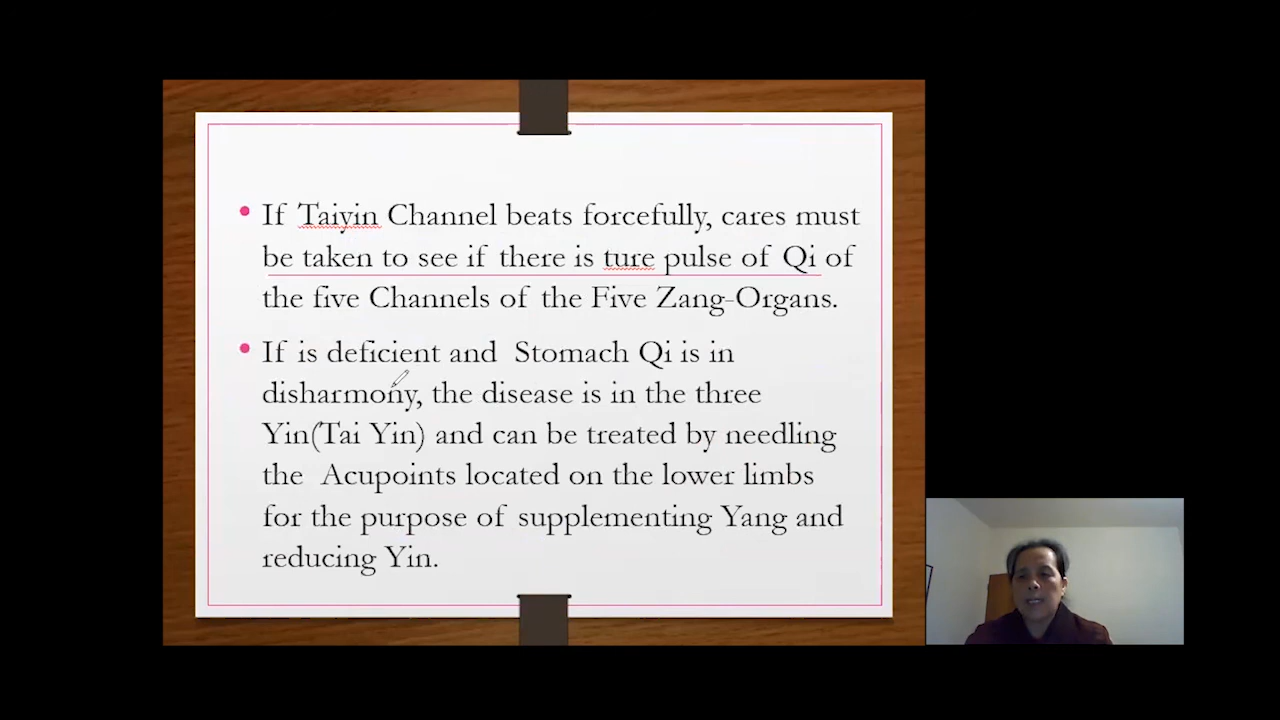 If Taiyin Channel beats forcefully, cares must
be taken to see if there is ture pulse of Qi of
the five Channels of the Five Zang-Organs.
If is deficient and Stomach Qi is in
disharmony, the disease is in the three
Yin(Tai Yin) and can be treated by needling
the Acupoints located on the lower limbs
for the purpose of supplementing Yang and
reducing Yin.